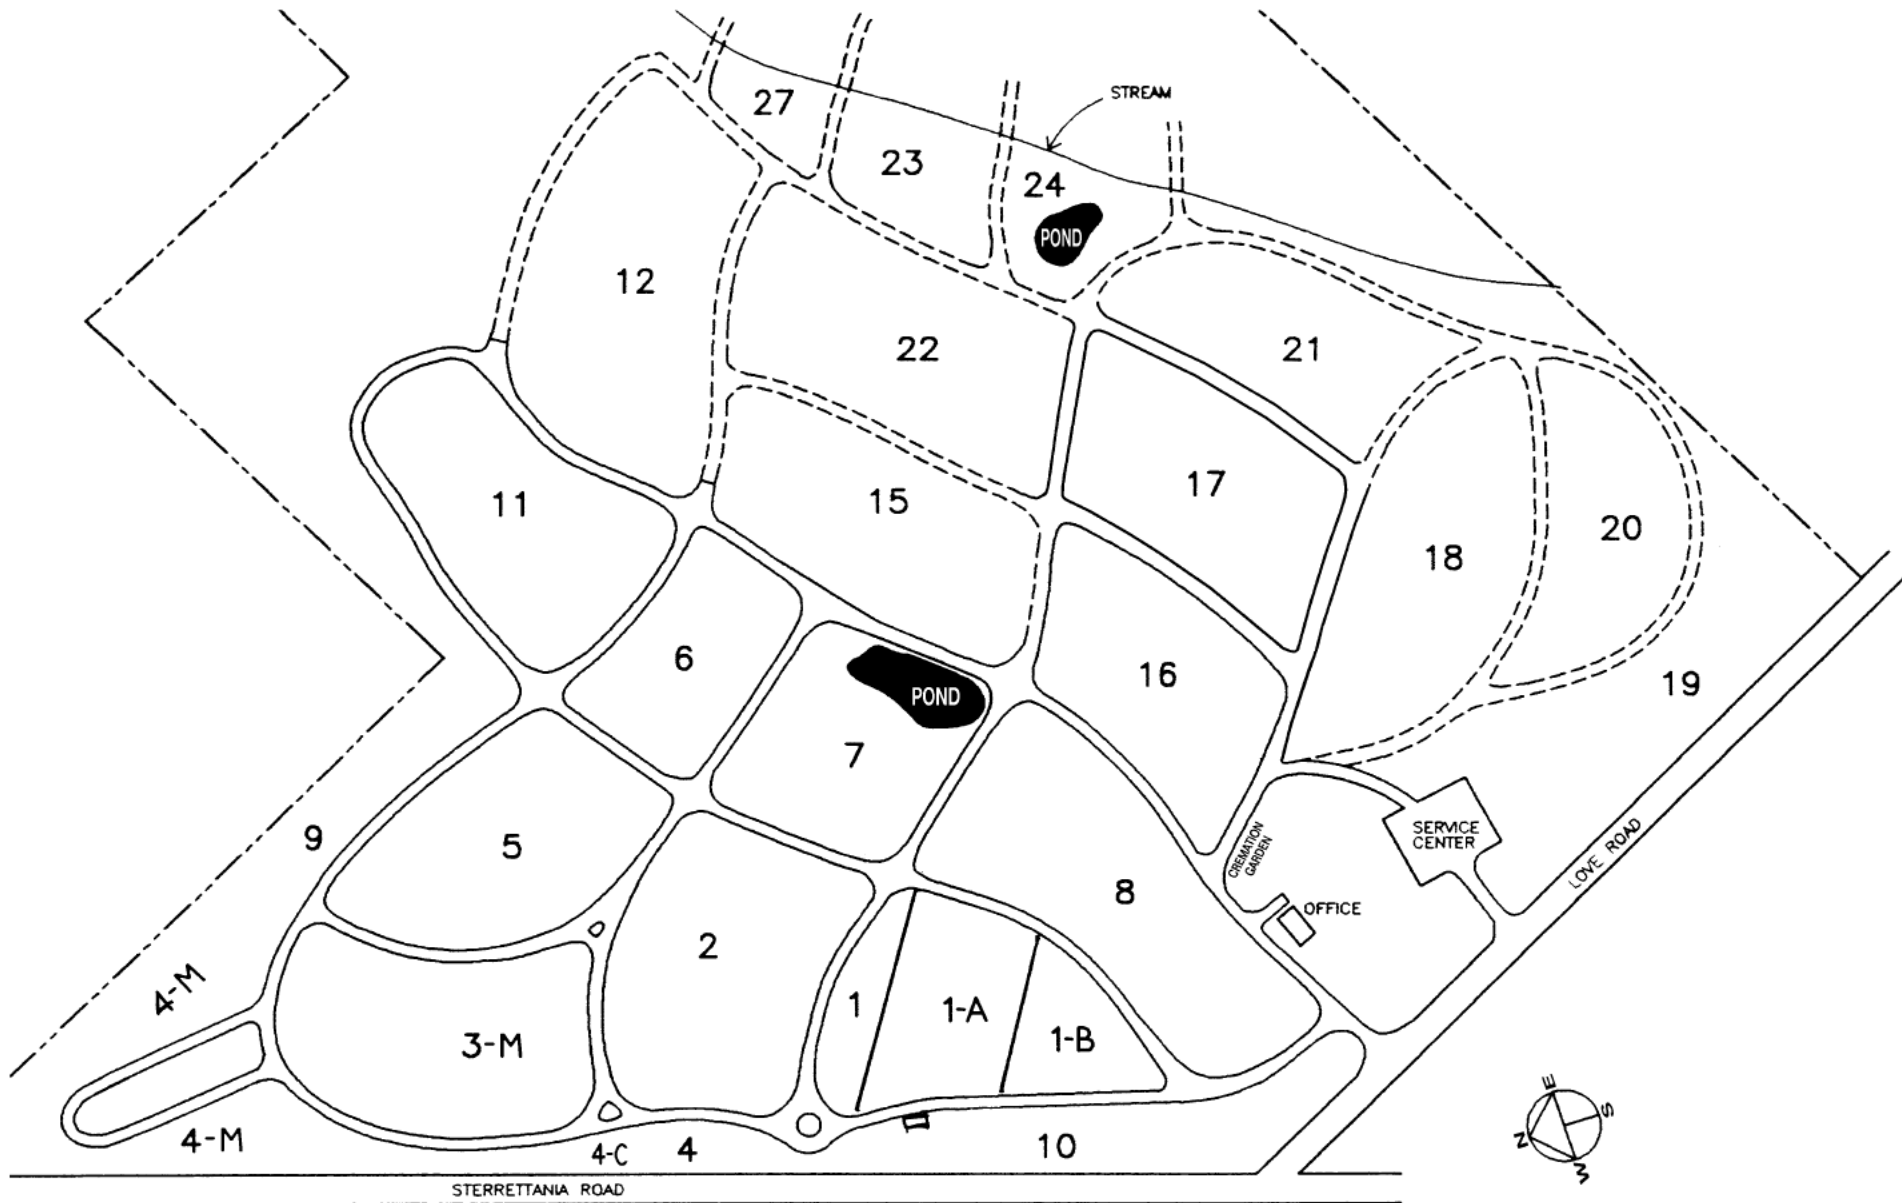 27
STREAM
23
24
POND
12
22
21
11
15
17
18
20
6
POND
16
19
7
9
5
SERVICE
CENTER
LOVE ROAD
CREMATION
GARDEN
8
OFFICE
2
4-M
1
1-A
1-B
3-M
E
S
N
W
4-M
4-C
4
10
STERRETTANIA ROAD